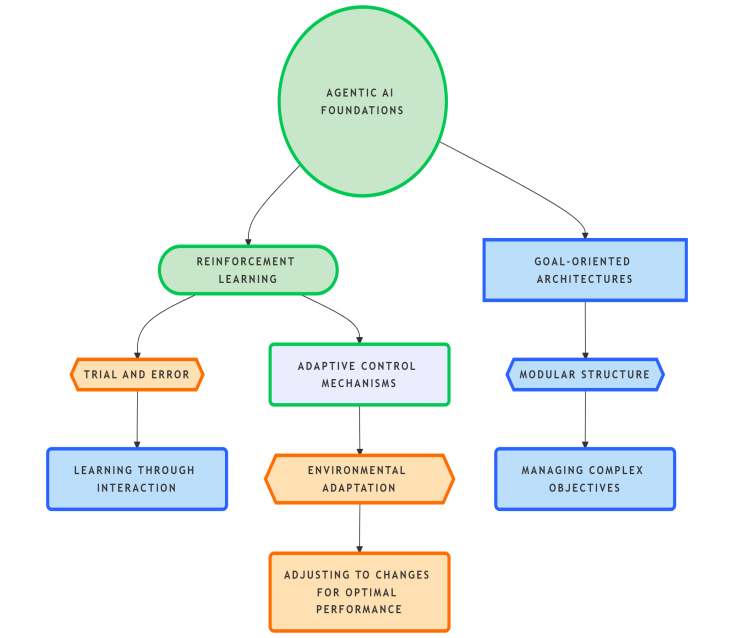 AGENTIC AI
FOUNDATIONS
REINFORCEMENT
LEARNING
GOAL-ORIENTED
ARCHITECTURES
TRIAL AND ERROR
ADAPTIVE CONTROL
MECHANISMS
MODULAR STRUCTURE
LEARNING THROUGH
INTERACTION
ENVIRONMENTAL
ADAPTATION
MANAGING COMPLEX
OBJECTIVES
ADJUSTING TO CHANGES
FOR OPTIMAL
PERFORMANCE